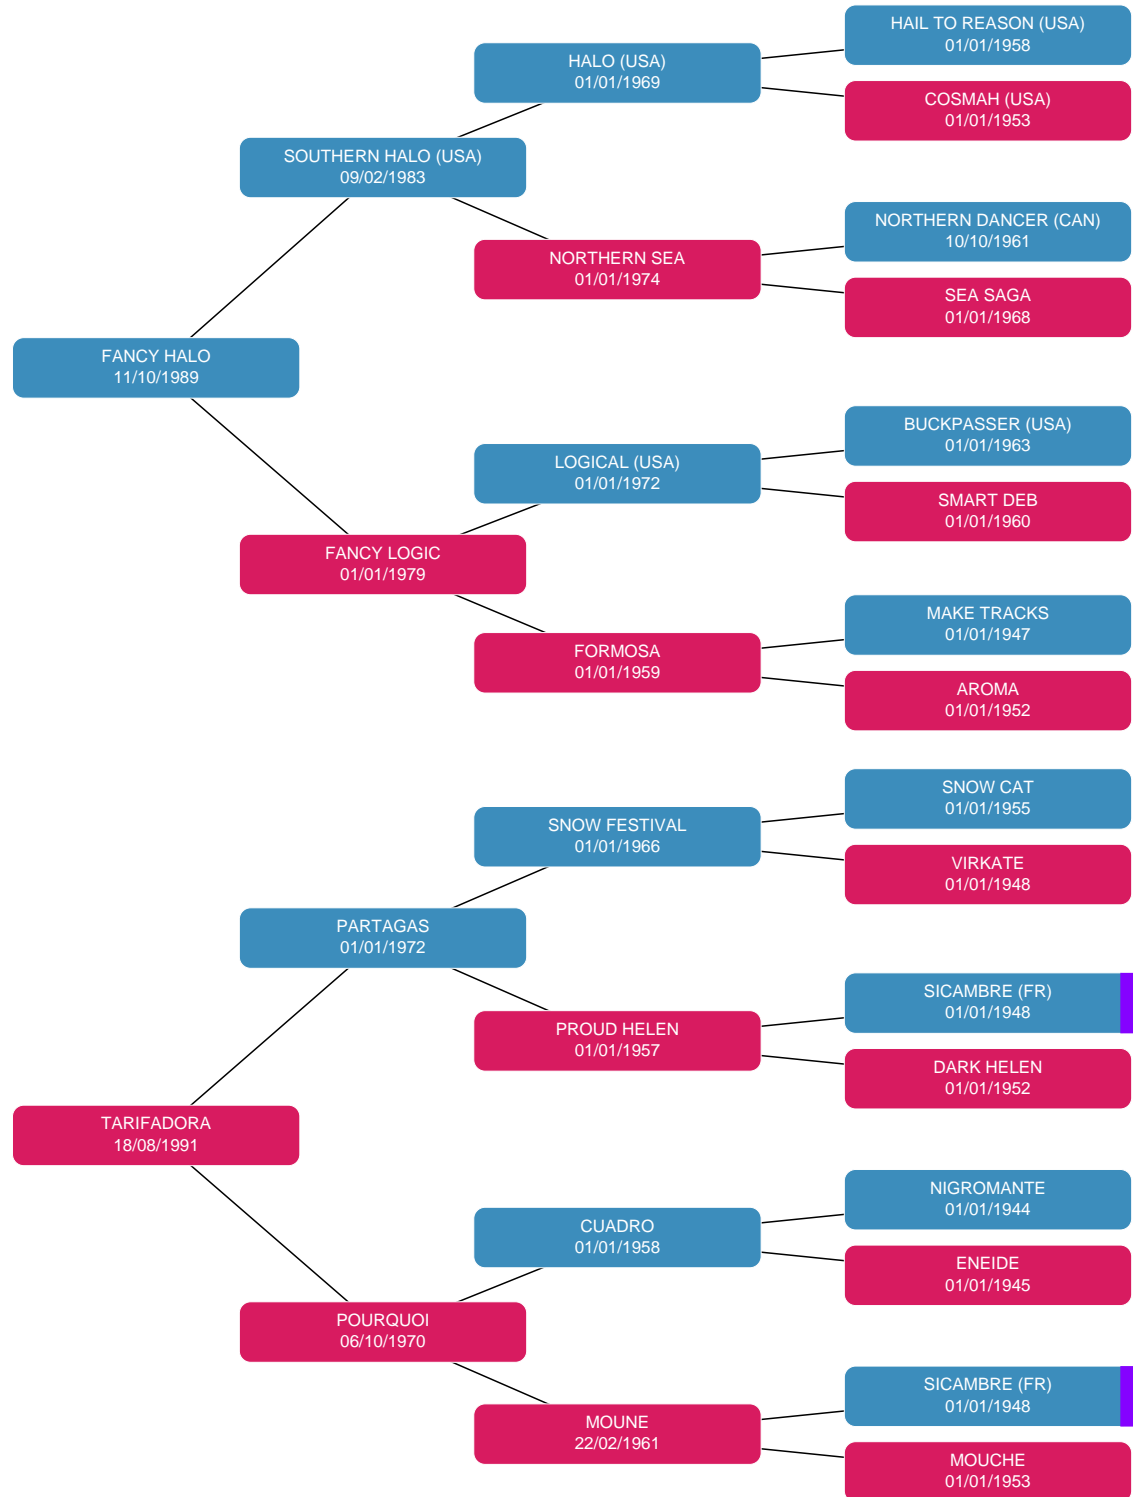 HAIL TO REASON (USA)
01/01/1958
HALO (USA)
01/01/1969
COSMAH (USA)
01/01/1953
SOUTHERN HALO (USA)
09/02/1983
NORTHERN DANCER (CAN)
10/10/1961
NORTHERN SEA
01/01/1974
SEA SAGA
01/01/1968
FANCY HALO
11/10/1989
BUCKPASSER (USA)
01/01/1963
LOGICAL (USA)
01/01/1972
SMART DEB
01/01/1960
FANCY LOGIC
01/01/1979
MAKE TRACKS
01/01/1947
FORMOSA
01/01/1959
AROMA
01/01/1952
SNOW CAT
01/01/1955
SNOW FESTIVAL
01/01/1966
VIRKATE
01/01/1948
PARTAGAS
01/01/1972
SICAMBRE (FR)
01/01/1948
PROUD HELEN
01/01/1957
DARK HELEN
01/01/1952
TARIFADORA
18/08/1991
NIGROMANTE
01/01/1944
CUADRO
01/01/1958
ENEIDE
01/01/1945
POURQUOI
06/10/1970
SICAMBRE (FR)
01/01/1948
MOUNE
22/02/1961
MOUCHE
01/01/1953